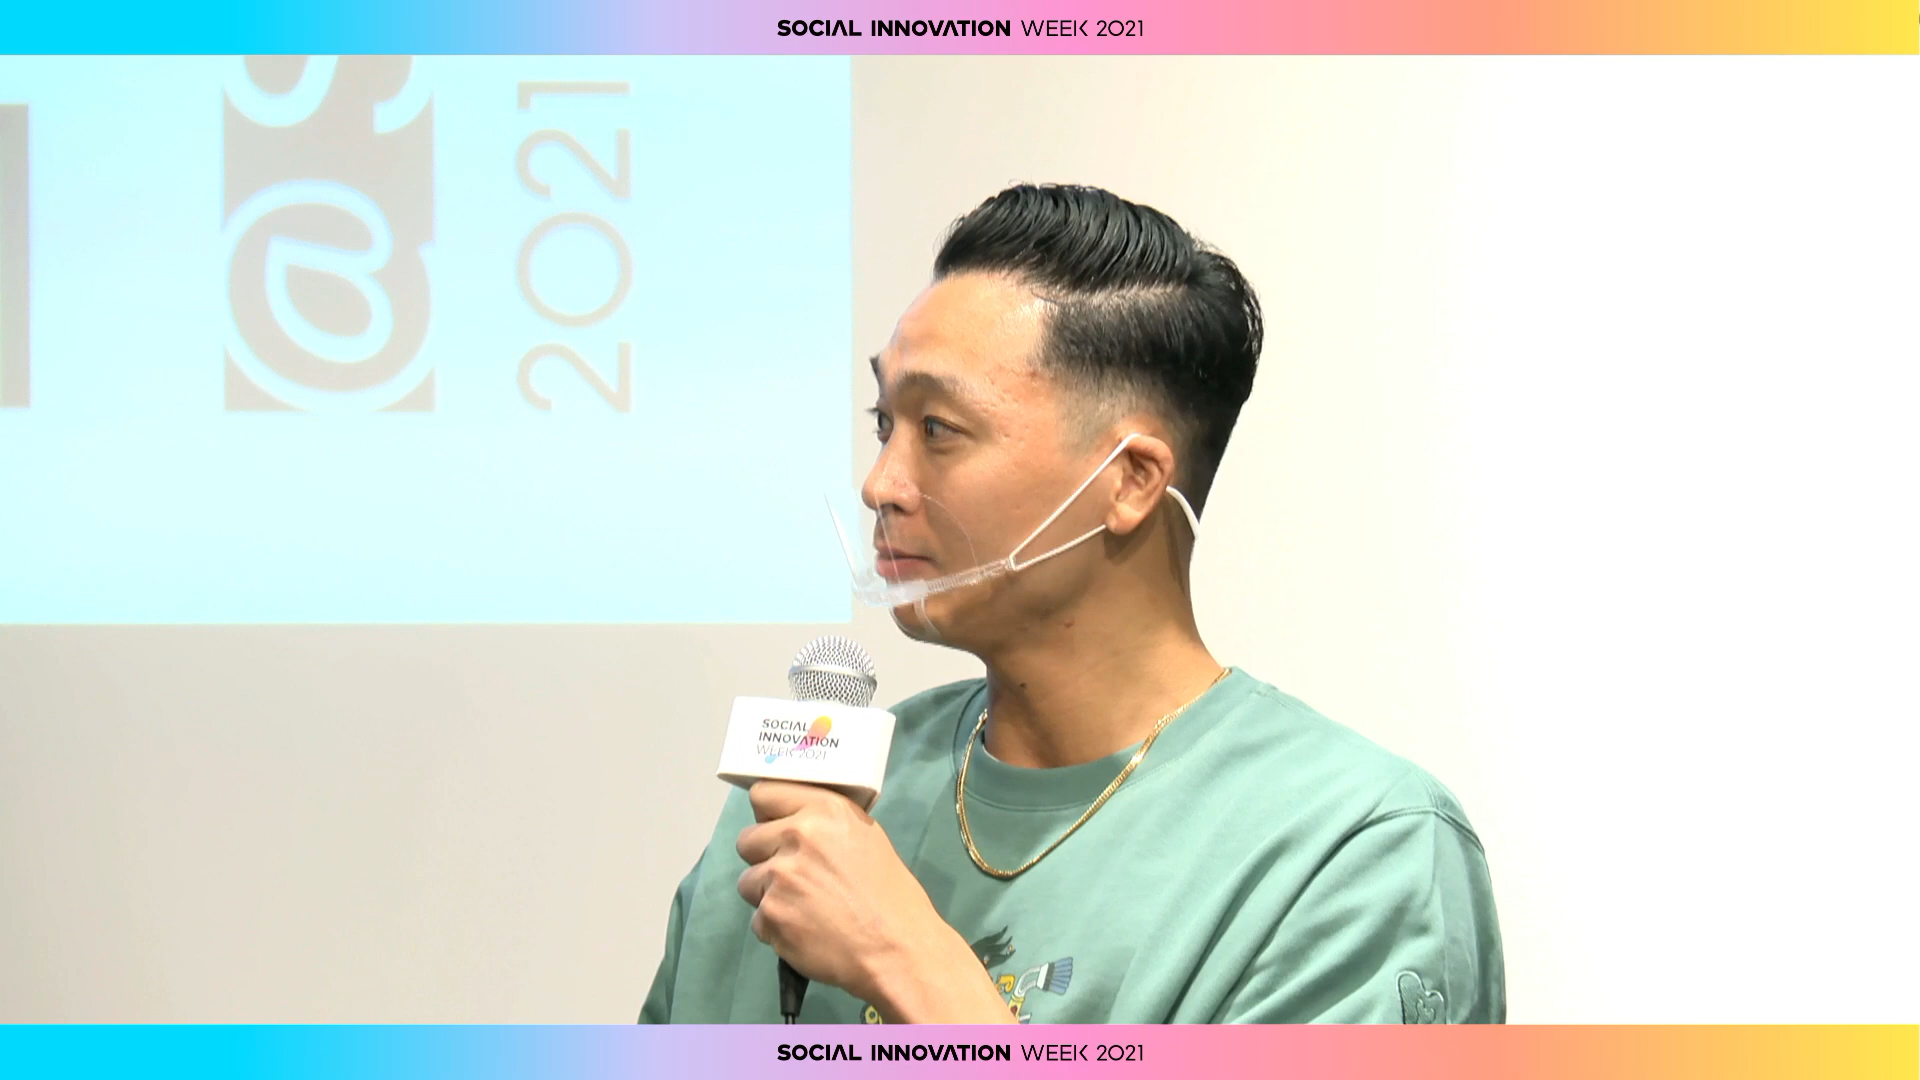 SOCIAL INNOVATION WEEK 2021
@S
2021
SOCIAL
INNOVATION
WEEK 2021
SOCIAL INNOVATION WEEK 2021